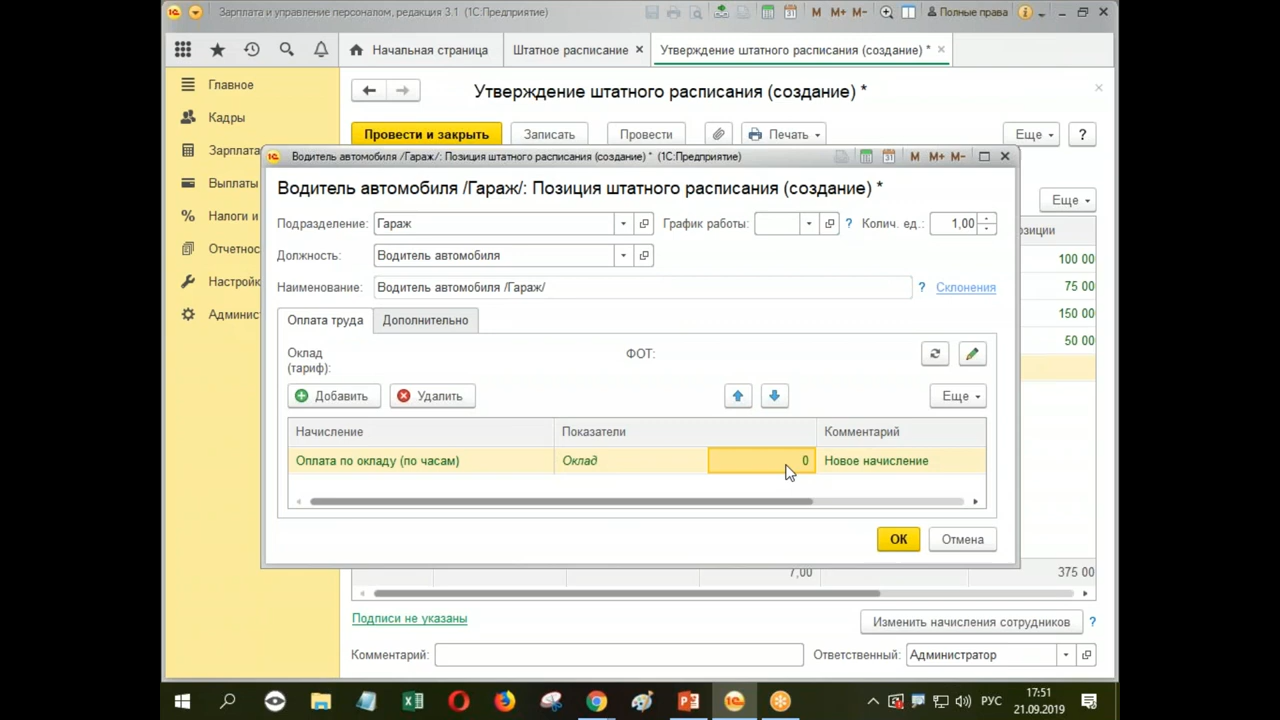 Зарплата и управление персоналом, редакция 3.1 (1С:Предприятие)
M M+ M-
Полные права
Начальная страница
Штатное расписание ×
Утверждение штатного расписания (создание) * ×
Главное
Кадры
Зарплата
Выплаты
Налоги и
Отчетнос
Настройк
Админис
Утверждение штатного расписания (создание) *
Провести и закрыть
Записать
Провести
Печать
Еще
?
Еще
озиции
100 00
75 00
150 00
50 00
Водитель автомобиля /Гараж/: Позиция штатного расписания (создание) * (1С:Предприятие)
M M+ M-
Водитель автомобиля /Гараж/: Позиция штатного расписания (создание) *
Подразделение: Гараж График работы: ? Колич. ед.: 1,00
Должность: Водитель автомобиля
Наименование: Водитель автомобиля /Гараж/ ? Склонения
Оплата труда Дополнительно
Оклад
(тариф):
ФОТ:
Добавить Удалить Еще
Начисление Показатели Комментарий
Оплата по окладу (по часам) Оклад 0 Новое начисление
ОК Отмена
7,00 375 00
Подписи не указаны
Изменить начисления сотрудников ?
Комментарий: Ответственный: Администратор
РУС
17:51
21.09.2019